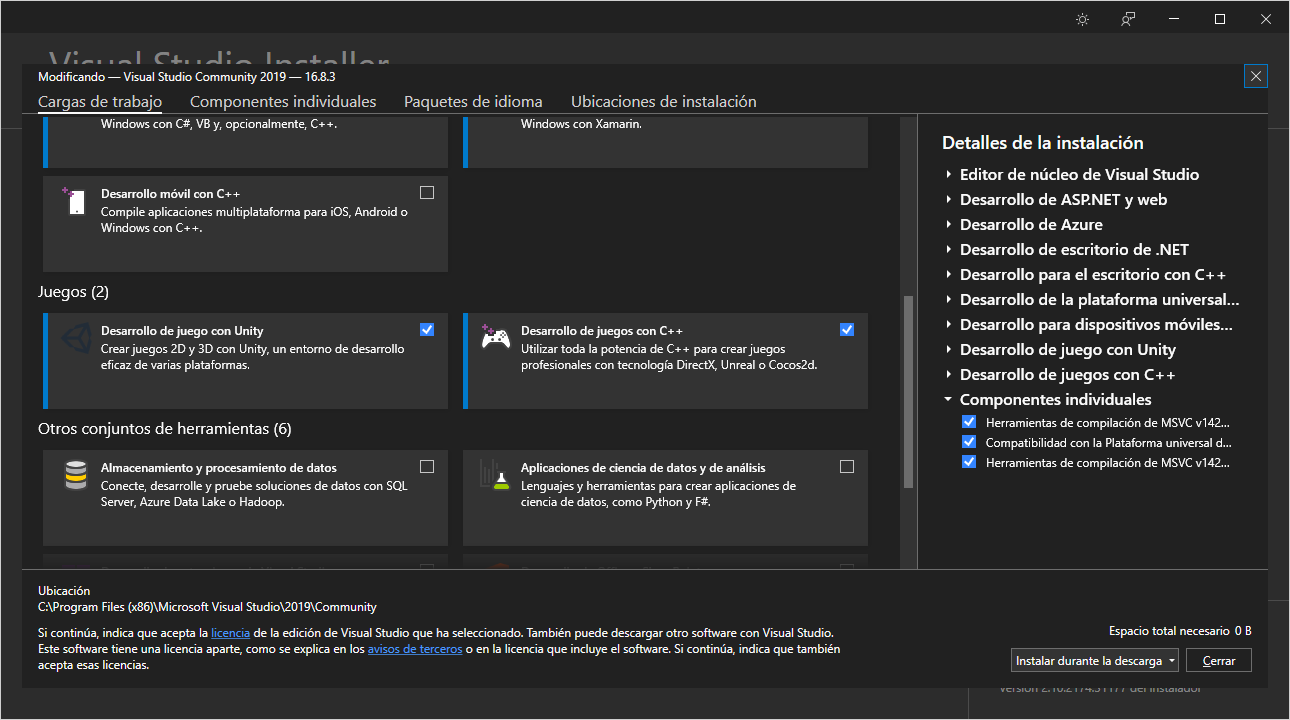 Visual Studio Installer
Modificando — Visual Studio Community 2019 — 16.8.3
Cargas de trabajo
Componentes individuales
Paquetes de idioma
Ubicaciones de instalación
Windows con C#, VB y, opcionalmente, C++.
Windows con Xamarin.
Desarrollo móvil con C++
Compile aplicaciones multiplataforma para iOS, Android o
Windows con C++.
Juegos (2)
Desarrollo de juego con Unity
Crear juegos 2D y 3D con Unity, un entorno de desarrollo
eficaz de varias plataformas.
Desarrollo de juegos con C++
Utilizar toda la potencia de C++ para crear juegos
profesionales con tecnología DirectX, Unreal o Cocos2d.
Otros conjuntos de herramientas (6)
Almacenamiento y procesamiento de datos
Conecte, desarrolle y pruebe soluciones de datos con SQL
Server, Azure Data Lake o Hadoop.
Aplicaciones de ciencia de datos y de análisis
Lenguajes y herramientas para crear aplicaciones de
ciencia de datos, como Python y F#.
Detalles de la instalación
Editor de núcleo de Visual Studio
Desarrollo de ASP.NET y web
Desarrollo de Azure
Desarrollo de escritorio de .NET
Desarrollo para el escritorio con C++
Desarrollo de la plataforma universal...
Desarrollo para dispositivos móviles...
Desarrollo de juego con Unity
Desarrollo de juegos con C++
Componentes individuales
Herramientas de compilación de MSVC v142...
Compatibilidad con la Plataforma universal d...
Herramientas de compilación de MSVC v142...
Ubicación
C:\Program Files (x86)\Microsoft Visual Studio\2019\Community
Si continúa, indica que acepta la licencia de la edición de Visual Studio que ha seleccionado. También puede descargar otro software con Visual Studio.
Este software tiene una licencia aparte, como se explica en los avisos de terceros o en la licencia que incluye el software. Si continúa, indica que también
acepta esas licencias.
Espacio total necesario 0 B
Instalar durante la descarga
Cerrar